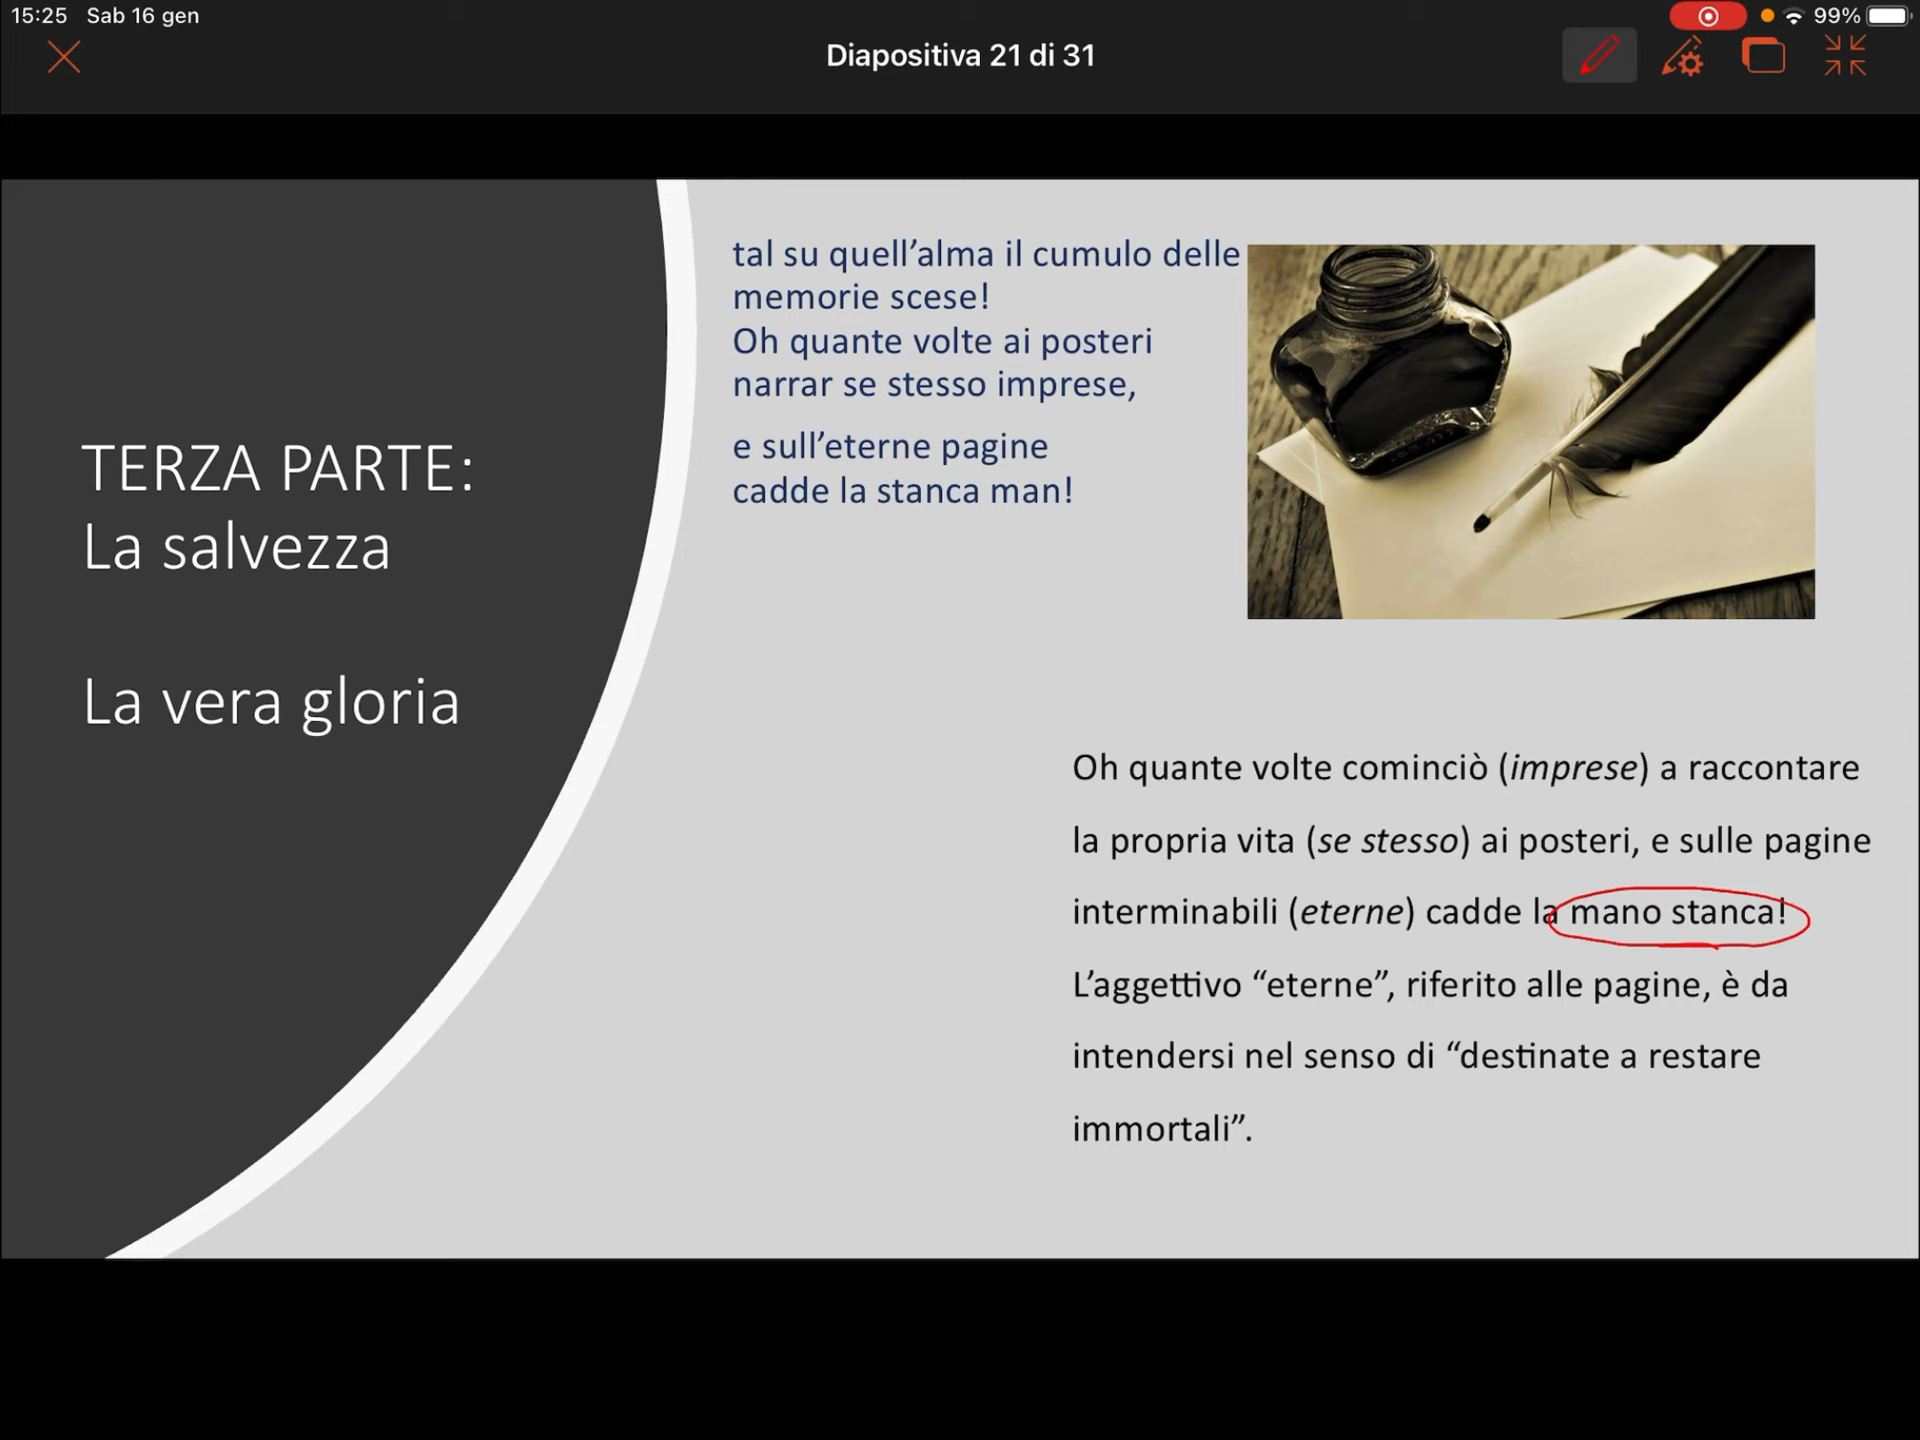 15:25 Sab 16 gen
99%
Diapositiva 21 di 31
TERZA PARTE:
La salvezza
La vera gloria
tal su quell’alma il cumulo delle
memorie scese!
Oh quante volte ai posteri
narrar se stesso imprese,
e sull’eterne pagine
cadde la stanca man!
Oh quante volte cominciò (imprese) a raccontare
la propria vita (se stesso) ai posteri, e sulle pagine
interminabili (eterne) cadde la mano stanca!
L’aggettivo “eterne”, riferito alle pagine, è da
intendersi nel senso di “destinate a restare
immortali”.